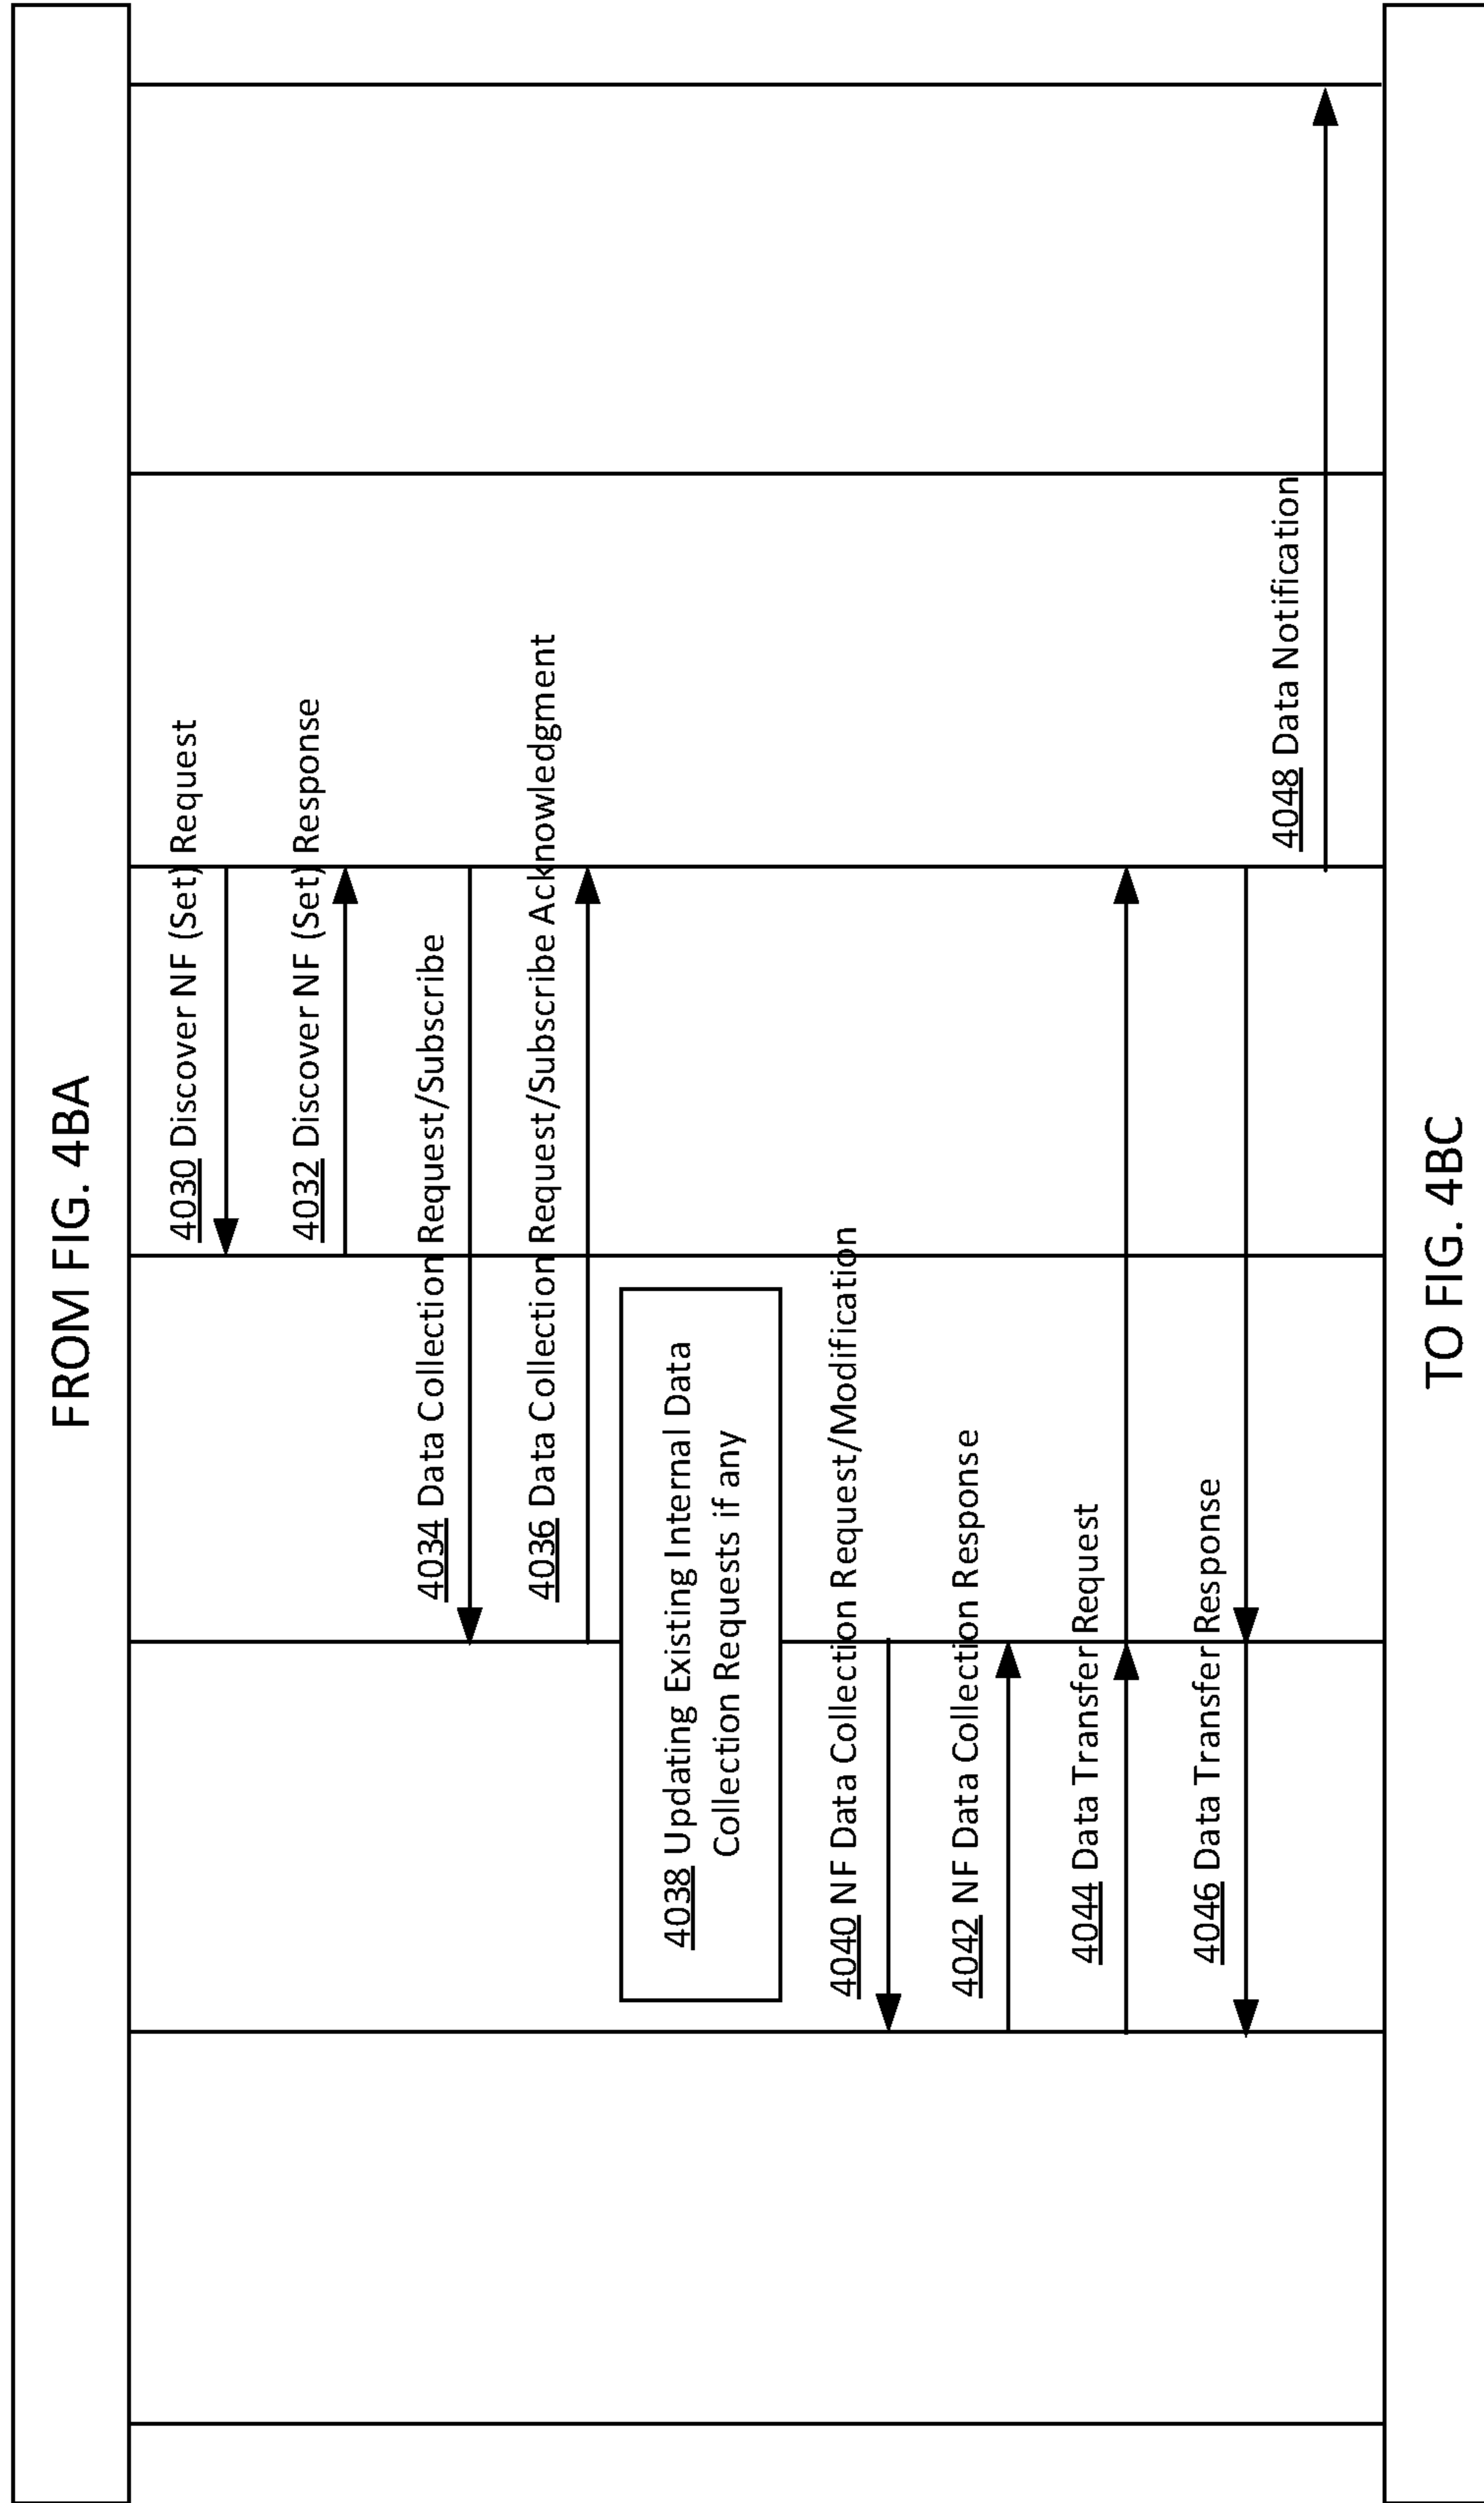 FROM FIG. 4BA
4030 Discover NF (Set) Request
4032 Discover NF (Set) Response
4034 Data Collection Request/Subscribe
4036 Data Collection Request/Subscribe Acknowledgment
4038 Updating Existing Internal Data
Collection Requests if any
4040 NF Data Collection Request/Modification
4042 NF Data Collection Response
4044 Data Transfer Request
4046 Data Transfer Response
4048 Data Notification
TO FIG. 4BC